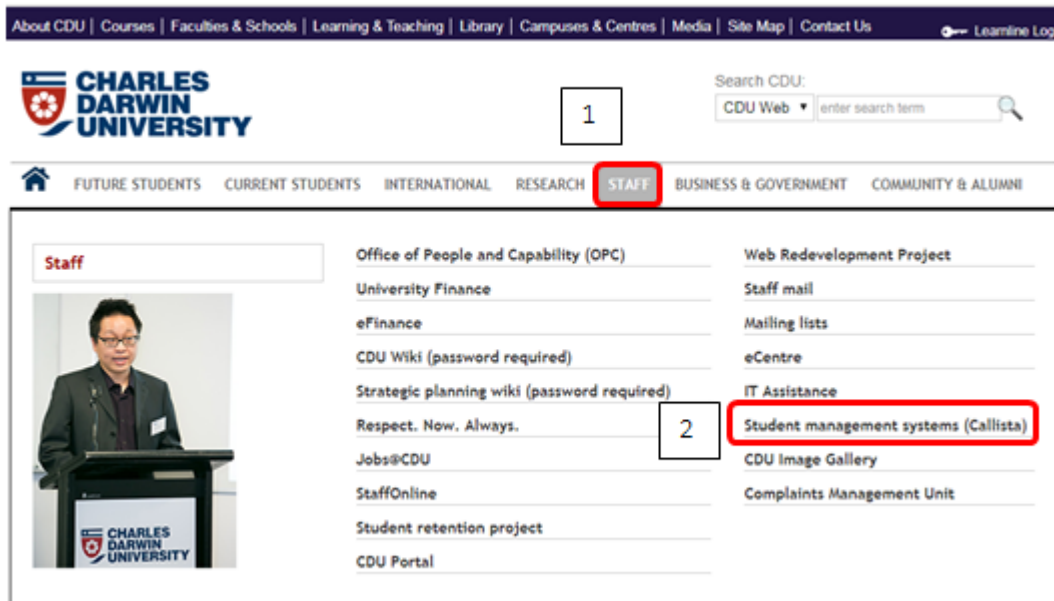 About CDU | Courses | Faculties & Schools | Learning & Teaching | Library | Campuses & Centres | Media | Site Map | Contact Us Learnline Log
CHARLES
DARWIN
UNIVERSITY
Search CDU:
CDU Web enter search term
1
FUTURE STUDENTS CURRENT STUDENTS INTERNATIONAL RESEARCH STAFF BUSINESS & GOVERNMENT COMMUNITY & ALUMNI
Staff
Office of People and Capability (OPC)
University Finance
eFinance
CDU Wiki (password required)
Strategic planning wiki (password required)
Respect. Now. Always.
Jobs@CDU
StaffOnline
Student retention project
CDU Portal
Web Redevelopment Project
Staff mail
Mailing lists
eCentre
IT Assistance
2
Student management systems (Callista)
CDU Image Gallery
Complaints Management Unit
CHARLES
DARWIN
UNIVERSITY